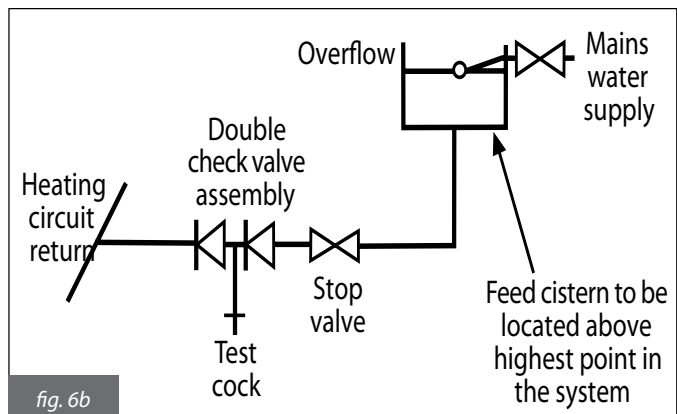 Overflow
Mains
water
supply
Double
check valve
assembly
Heating
circuit
return
Stop
valve
Test
cock
Feed cistern to be
located above
highest point in
the system
fig. 6b